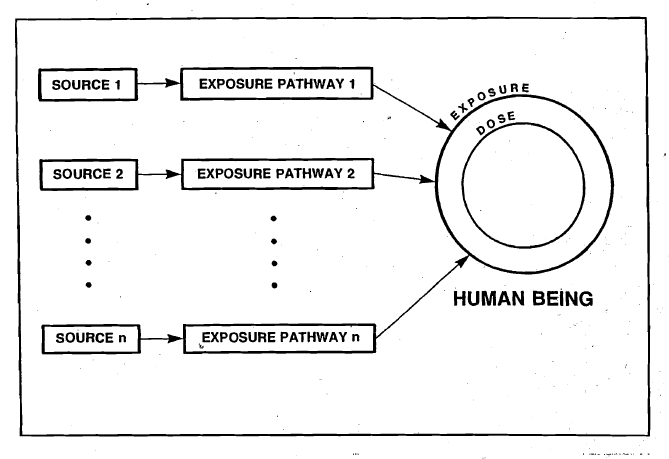 SOURCE 1
EXPOSURE PATHWAY 1
EXPOSURE
DOSE
SOURCE 2
EXPOSURE PATHWAY 2
HUMAN BEING
SOURCE n
EXPOSURE PATHWAY n